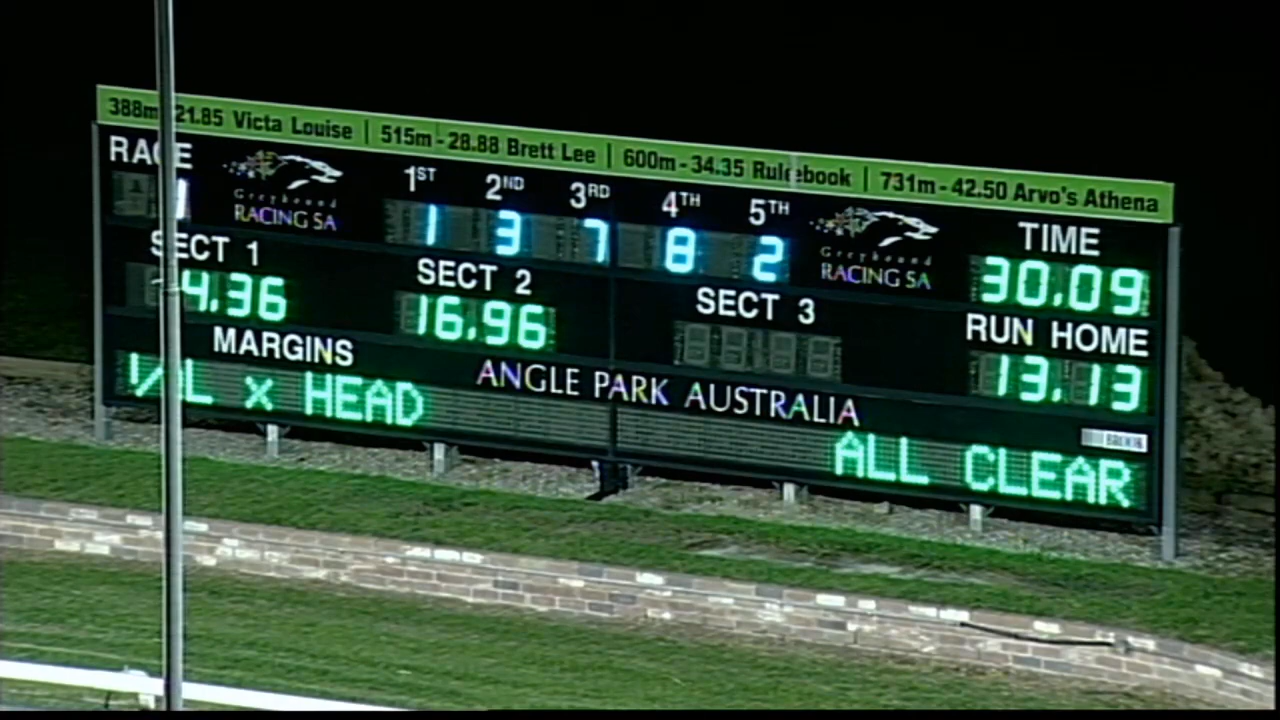 388m 21.85 Victa Louise | 515m - 28.88 Brett Lee | 600m - 34.35 Rulebook | 731m - 42.50 Arvo's Athena
RACE
1
Greyhound
RACING SA
1ST 2ND 3RD 4TH 5TH
1 3 7 8 2
Greyhound
RACING SA
TIME
30.09
SECT 1
4.36
SECT 2
16.96
SECT 3
RUN HOME
13.13
MARGINS
L x HEAD
ANGLE PARK AUSTRALIA
ALL CLEAR